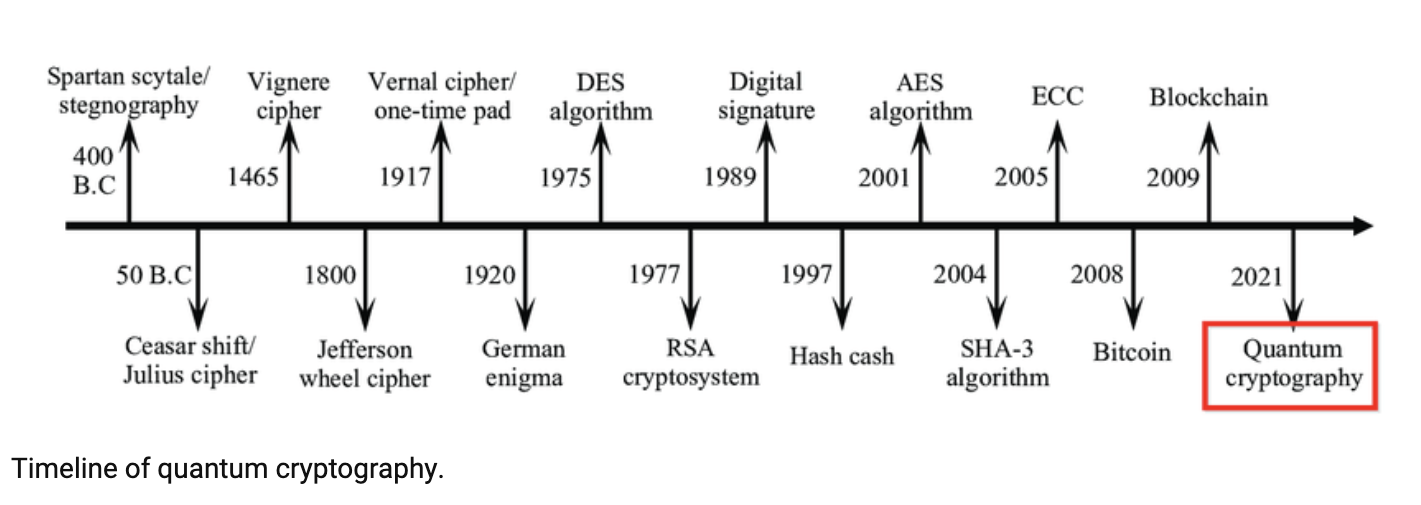 Spartan scytale/
stegnography
Vignere
cipher
Vernal cipher/
one-time pad
DES
algorithm
Digital
signature
AES
algorithm
ECC
Blockchain
400
B.C
1465
1917
1975
1989
2001
2005
2009
50 B.C
1800
1920
1977
1997
2004
2008
2021
Ceasar shift/
Julius cipher
Jefferson
wheel cipher
German
enigma
RSA
cryptosystem
Hash cash
SHA-3
algorithm
Bitcoin
Quantum
cryptography
Timeline of quantum cryptography.